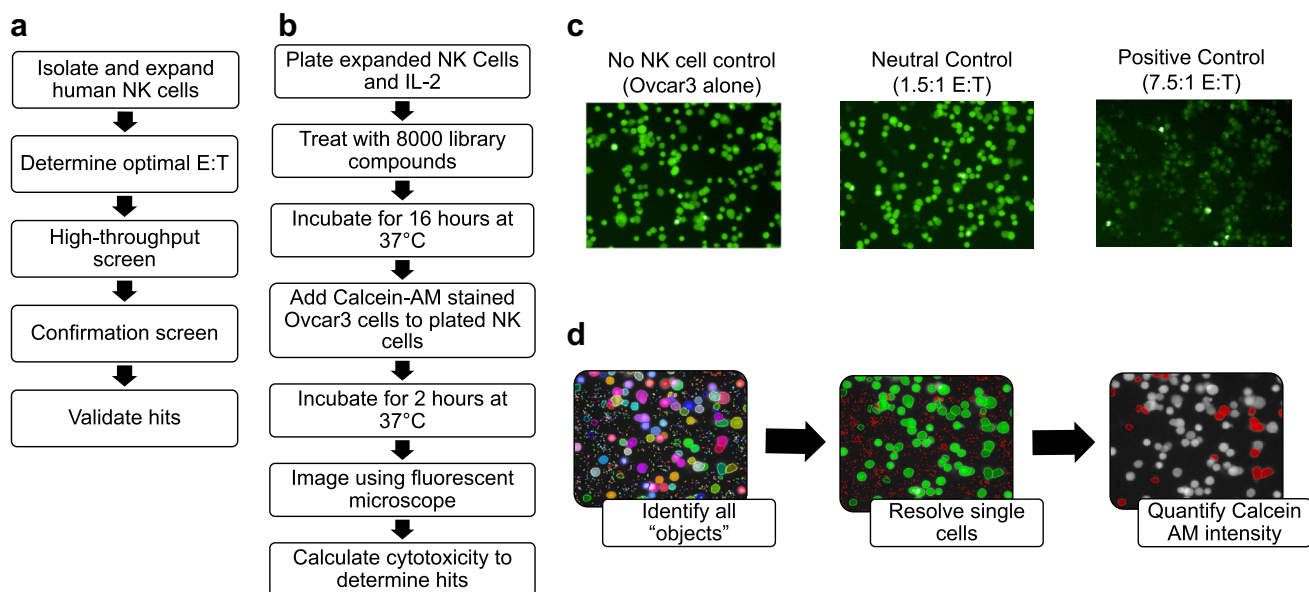 a
Isolate and expand
human NK cells
Determine optimal E:T
High-throughput
screen
Confirmation screen
Validate hits
b
Plate expanded NK Cells
and IL-2
Treat with 8000 library
compounds
Incubate for 16 hours at
37°C
Add Calcein-AM stained
Ovcar3 cells to plated NK
cells
Incubate for 2 hours at
37°C
Image using fluorescent
microscope
Calculate cytotoxicity to
determine hits
c
No NK cell control
(Ovcar3 alone)
Neutral Control
(1.5:1 E:T)
Positive Control
(7.5:1 E:T)
d
Identify all
“objects”
Resolve single
cells
Quantify Calcein
AM intensity